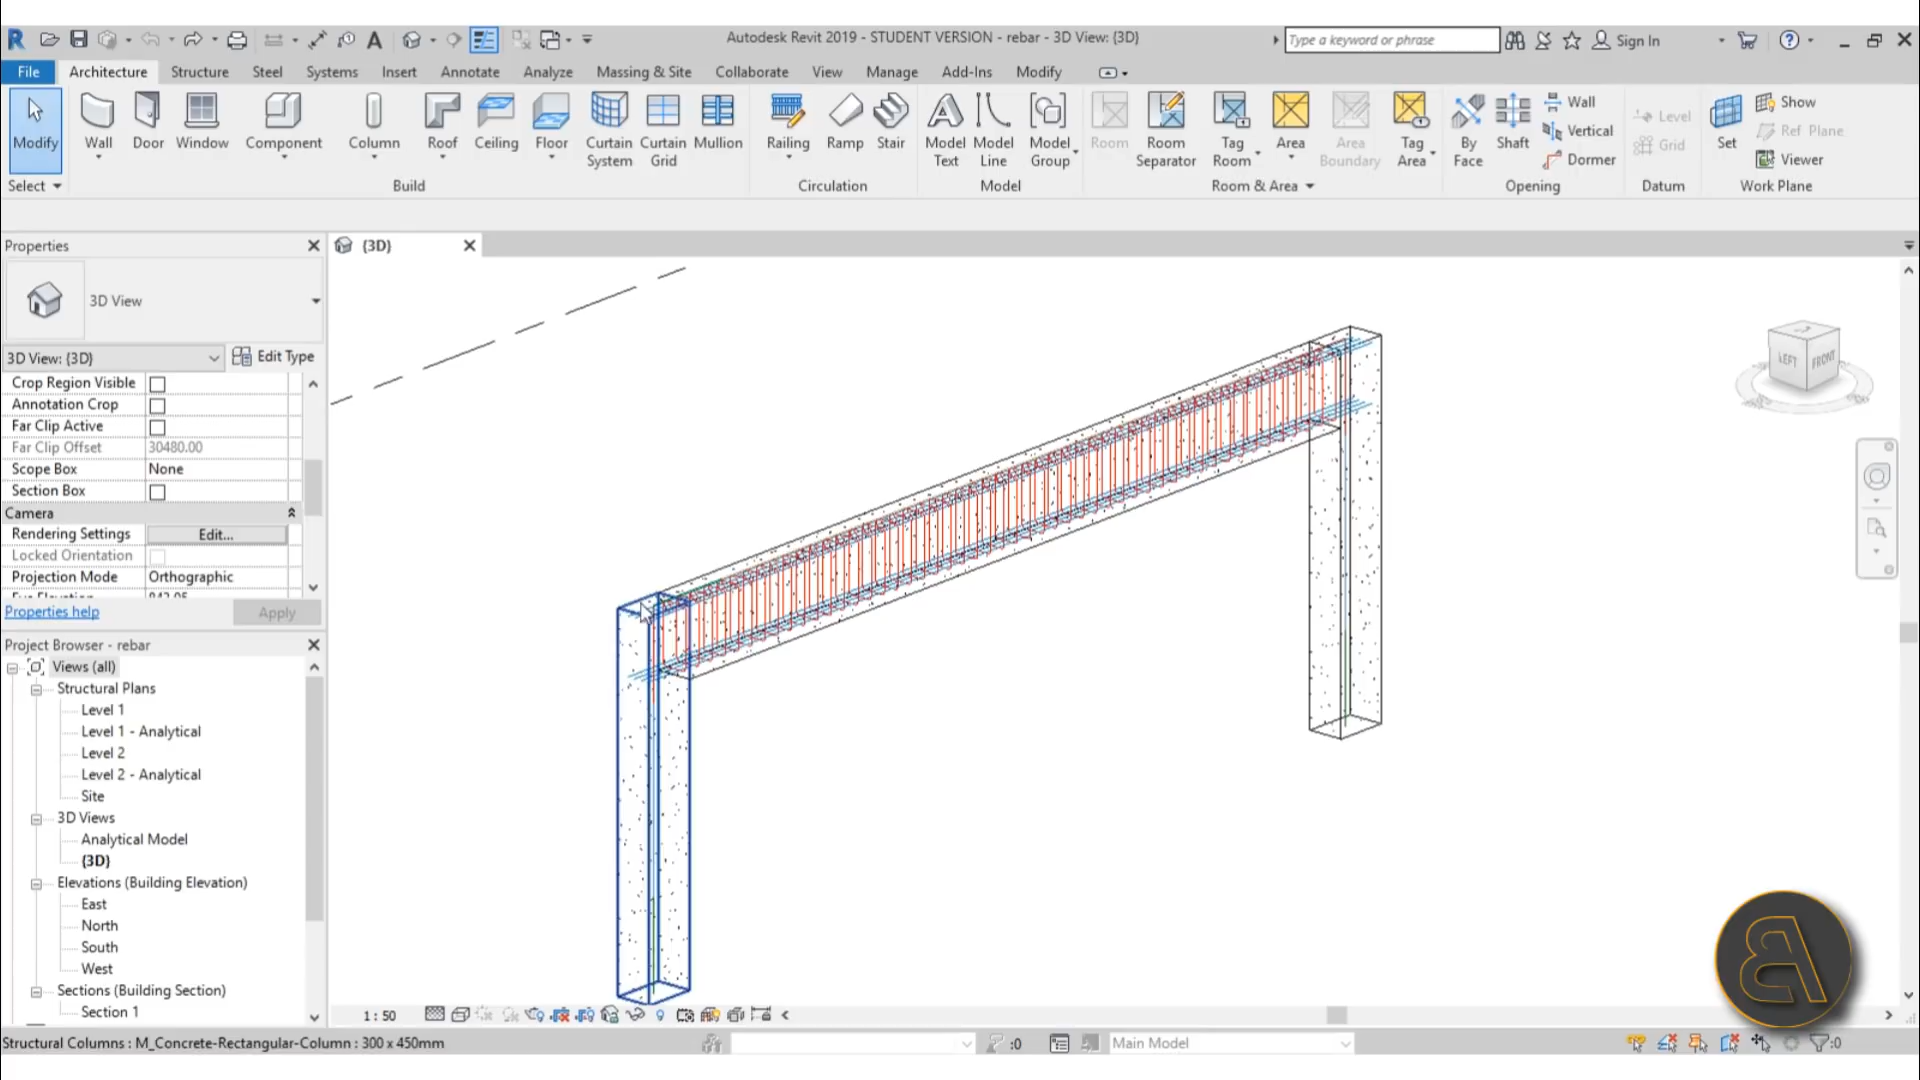 Autodesk Revit 2019 - STUDENT VERSION - rebar - 3D View: {3D}
Type a keyword or phrase
Sign In
File Architecture Structure Steel Systems Insert Annotate Analyze Massing & Site Collaborate View Manage Add-Ins Modify
Modify
Wall Door Window Component Column Roof Ceiling Floor Curtain System Curtain Grid Mullion
Railing Ramp Stair
Model Text Model Line Model Group
Room Room Separator Tag Room Area Area Boundary Tag Area
By Face Shaft Wall Vertical Dormer
Level Grid
Set Show Ref Plane Viewer
Select Build Circulation Model Room & Area Opening Datum Work Plane
Properties
{3D}
3D View
3D View: {3D} Edit Type
Crop Region Visible
Annotation Crop
Far Clip Active
Far Clip Offset 30480.00
Scope Box None
Section Box
Camera
Rendering Settings Edit...
Locked Orientation
Projection Mode Orthographic
Properties help Apply
Project Browser - rebar
Views (all)
Structural Plans
Level 1
Level 1 - Analytical
Level 2
Level 2 - Analytical
Site
3D Views
Analytical Model
{3D}
Elevations (Building Elevation)
East
North
South
West
Sections (Building Section)
Section 1
LEFT FRONT
1 : 50
Structural Columns : M_Concrete-Rectangular-Column : 300 x 450mm
:0
Main Model
:0